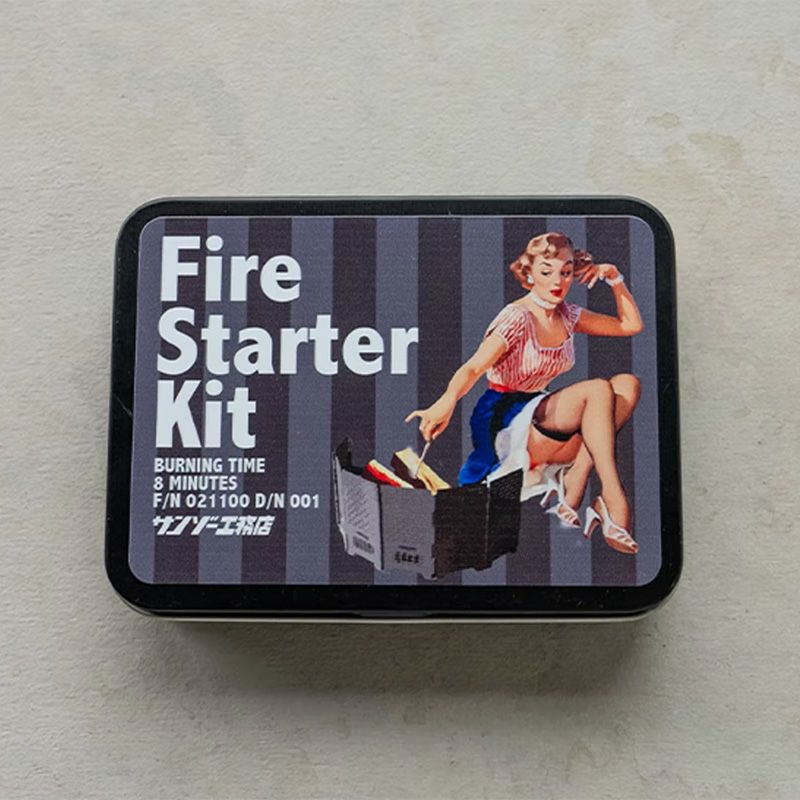 Fire
Starter
Kit
BURNING TIME
8 MINUTES
F/N 021100 D/N 001
サンゾー工務店